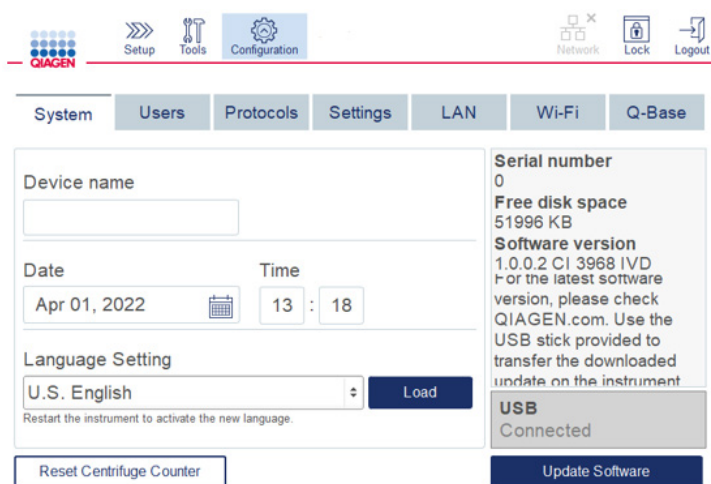 QIAGEN
Setup
Tools
Configuration
Network
Lock
Logout
System
Users
Protocols
Settings
LAN
Wi-Fi
Q-Base
Device name
Date
Time
Apr 01, 2022
13 : 18
Language Setting
U.S. English
Load
Restart the instrument to activate the new language.
Reset Centrifuge Counter
Serial number
0
Free disk space
51996 KB
Software version
1.0.0.2 CI 3968 IVD
For the latest software
version, please check
QIAGEN.com. Use the
USB stick provided to
transfer the downloaded
update on the instrument
USB
Connected
Update Software